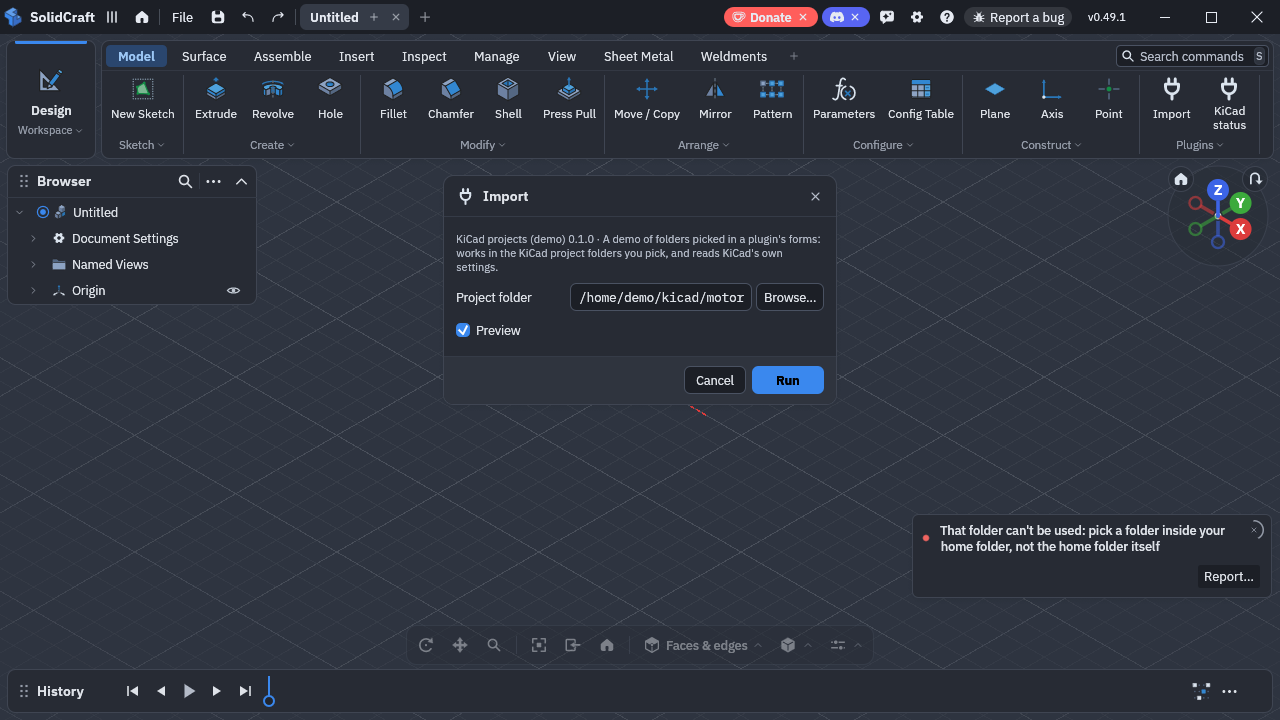 SolidCraft
File
Untitled
Donate
Report a bug
v0.49.1
Design
Workspace
Model
Surface
Assemble
Insert
Inspect
Manage
View
Sheet Metal
Weldments
Search commands
S
New Sketch
Extrude
Revolve
Hole
Fillet
Chamfer
Shell
Press Pull
Move / Copy
Mirror
Pattern
Parameters
Config Table
Plane
Axis
Point
Import
KiCad
status
Sketch
Create
Modify
Arrange
Configure
Construct
Plugins
Browser
Untitled
Document Settings
Named Views
Origin
Z
Y
X
Import
KiCad projects (demo) 0.1.0 · A demo of folders picked in a plugin's forms:
works in the KiCad project folders you pick, and reads KiCad's own
settings.
Project folder
/home/demo/kicad/motor
Browse...
Preview
Cancel
Run
That folder can't be used: pick a folder inside your
home folder, not the home folder itself
Report...
Faces & edges
History